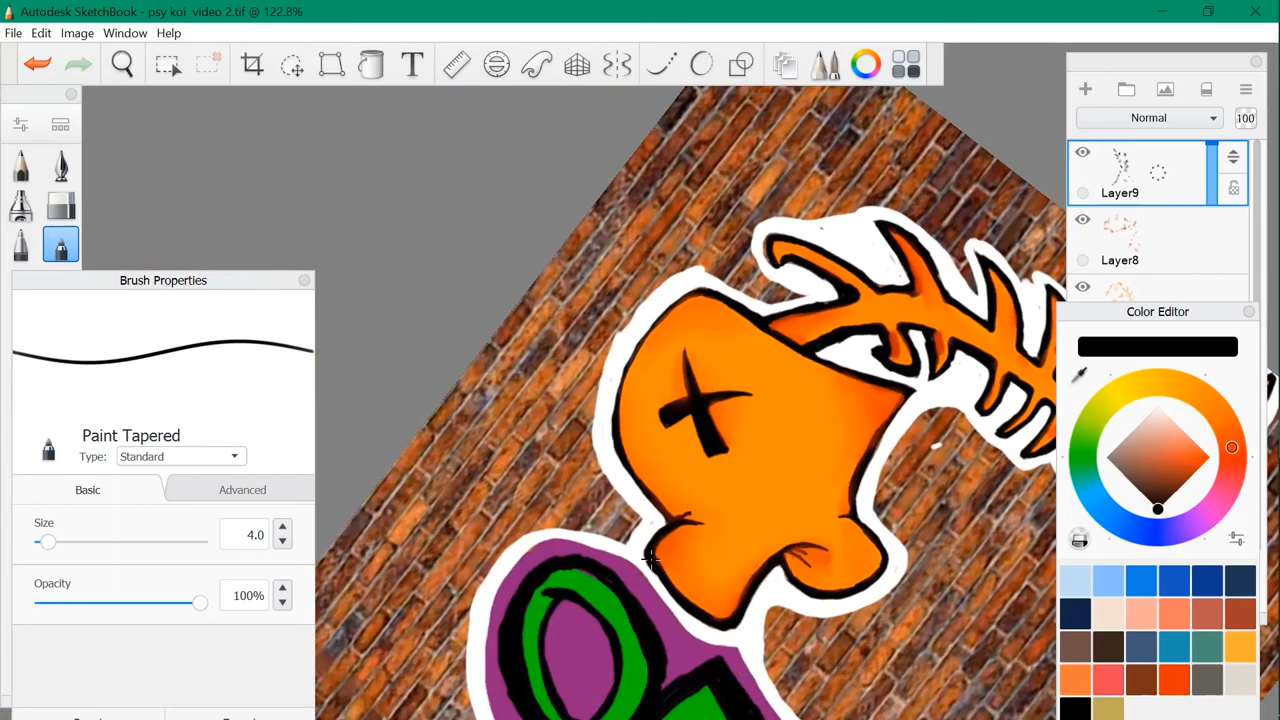 Autodesk SketchBook - psy koi video 2.tif @ 122.8%
File Edit Image Window Help
T
Normal
100
Layer9
Layer8
Brush Properties
Color Editor
Paint Tapered
Type: Standard
Basic Advanced
Size
4.0
Opacity
100%